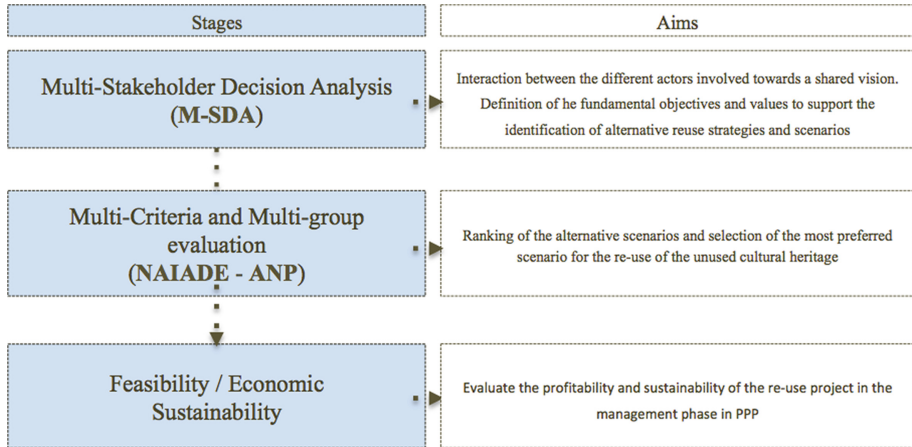 Stages
Aims
Multi-Stakeholder Decision Analysis
(M-SDA)
Interaction between the different actors involved towards a shared vision.
Definition of he fundamental objectives and values to support the
identification of alternative reuse strategies and scenarios
Multi-Criteria and Multi-group
evaluation
(NAIADE - ANP)
Ranking of the alternative scenarios and selection of the most preferred
scenario for the re-use of the unused cultural heritage
Feasibility / Economic
Sustainability
Evaluate the profitability and sustainability of the re-use project in the
management phase in PPP